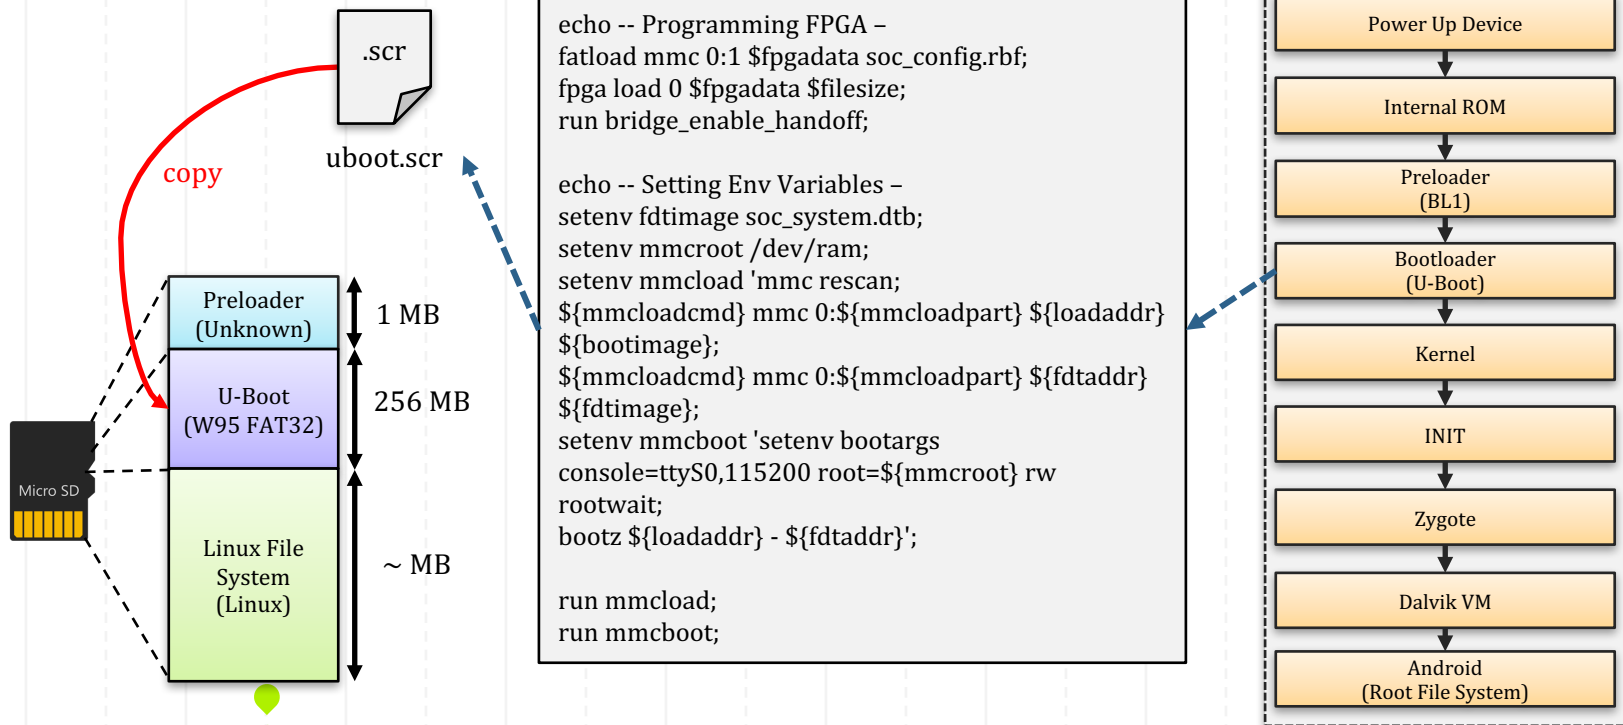 .scr
uboot.scr
copy
Preloader
(Unknown)
1 MB
U-Boot
(W95 FAT32)
256 MB
Micro SD
Linux File
System
(Linux)
~ MB
echo -- Programming FPGA –
fatload mmc 0:1 $fpgadata soc_config.rbf;
fpga load 0 $fpgadata $filesize;
run bridge_enable_handoff;
echo -- Setting Env Variables –
setenv fdtimage soc_system.dtb;
setenv mmcroot /dev/ram;
setenv mmcload 'mmc rescan;
${mmcloadcmd} mmc 0:${mmcloadpart} ${loadaddr}
${bootimage};
${mmcloadcmd} mmc 0:${mmcloadpart} ${fdtaddr}
${fdtimage};
setenv mmcboot 'setenv bootargs
console=ttyS0,115200 root=${mmcroot} rw
rootwait;
bootz ${loadaddr} - ${fdtaddr}';
run mmcload;
run mmcboot;
Power Up Device
Internal ROM
Preloader
(BL1)
Bootloader
(U-Boot)
Kernel
INIT
Zygote
Dalvik VM
Android
(Root File System)